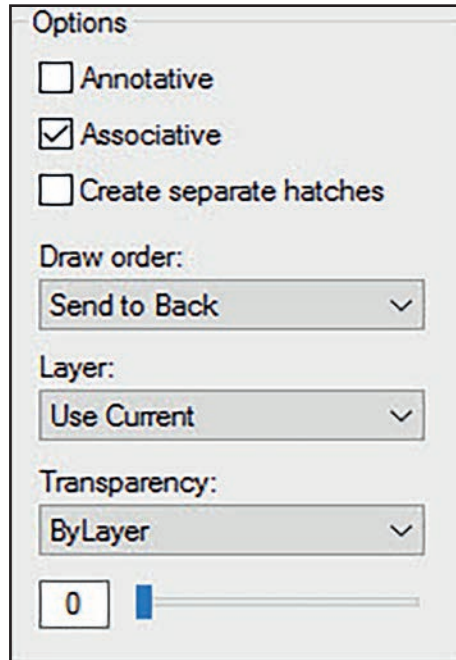 Options
Annotative
Associative
Create separate hatches
Draw order:
Send to Back
Layer:
Use Current
Transparency:
ByLayer
0